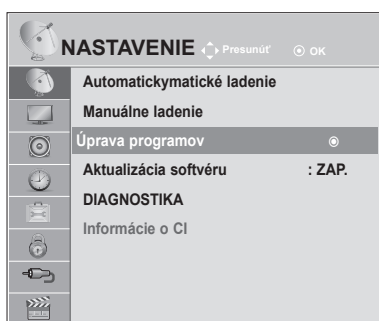 NASTAVENIE Presunúť OK
Automatickymatické ladenie
Manuálne ladenie
Úprava programov
Aktualizácia softvéru : ZAP.
DIAGNOSTIKA
Informácie o CI